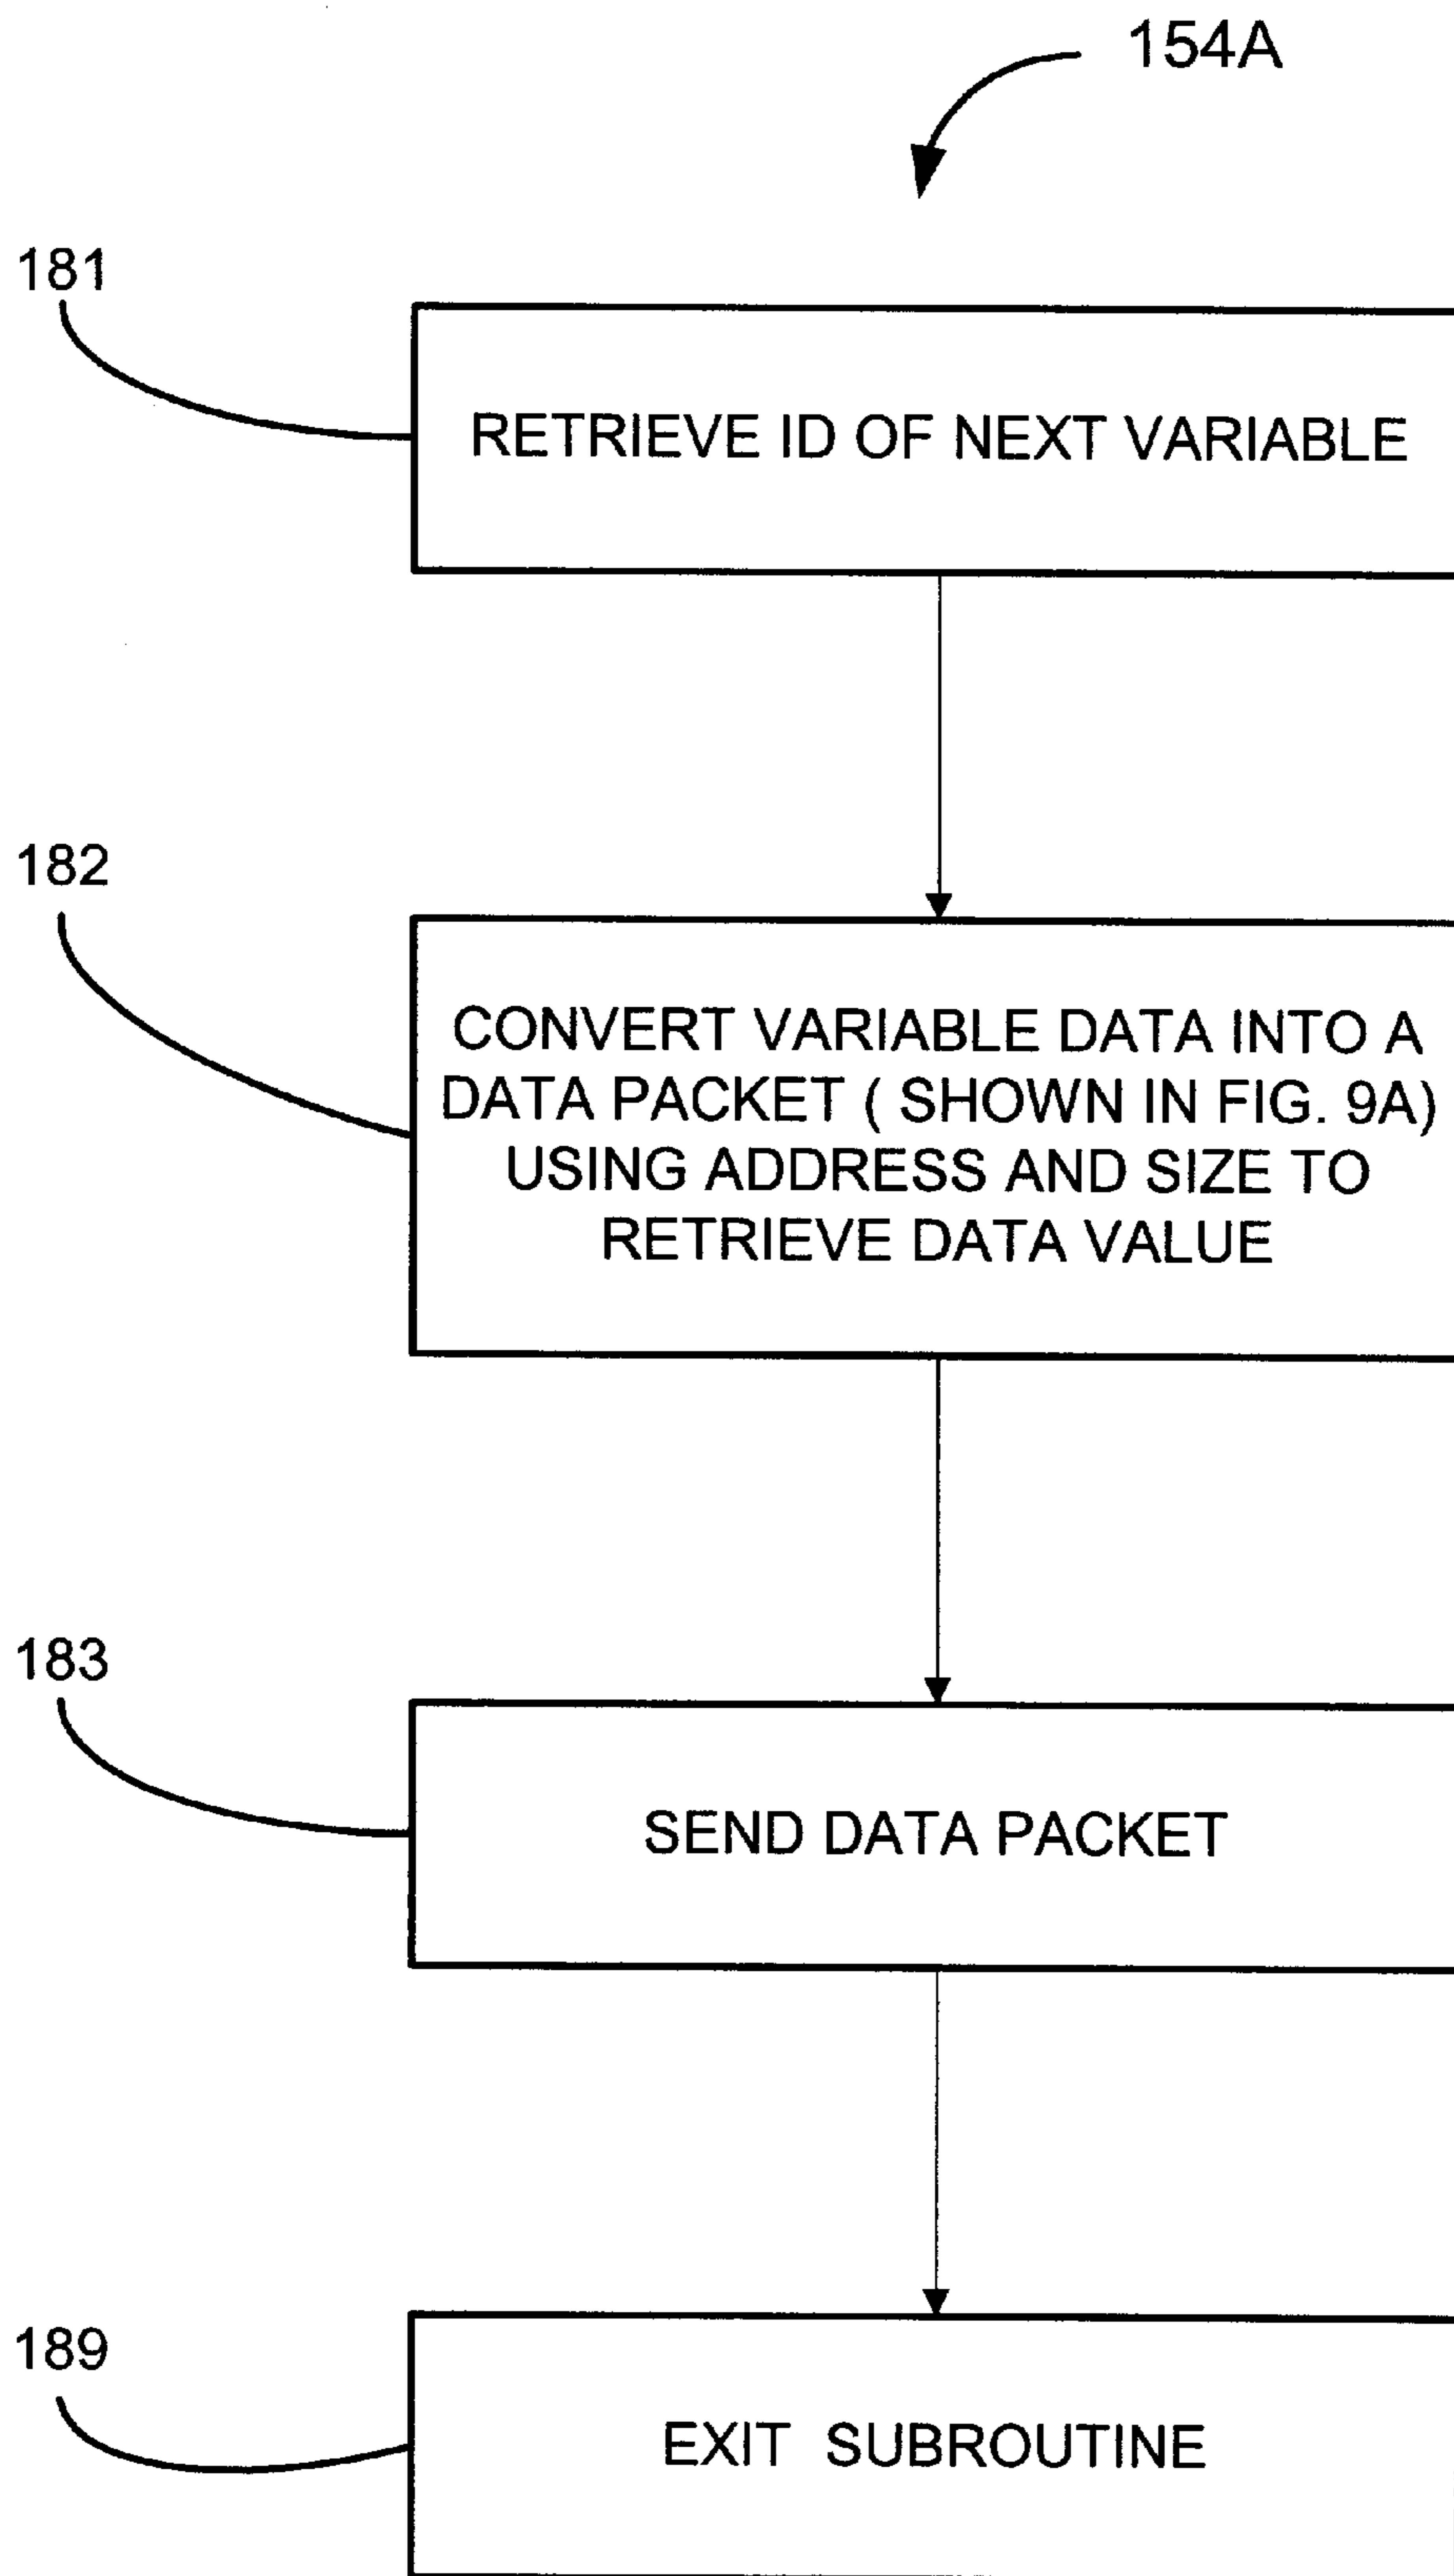 154A
181
RETRIEVE ID OF NEXT VARIABLE
182
CONVERT VARIABLE DATA INTO A
DATA PACKET ( SHOWN IN FIG. 9A)
USING ADDRESS AND SIZE TO
RETRIEVE DATA VALUE
183
SEND DATA PACKET
189
EXIT SUBROUTINE